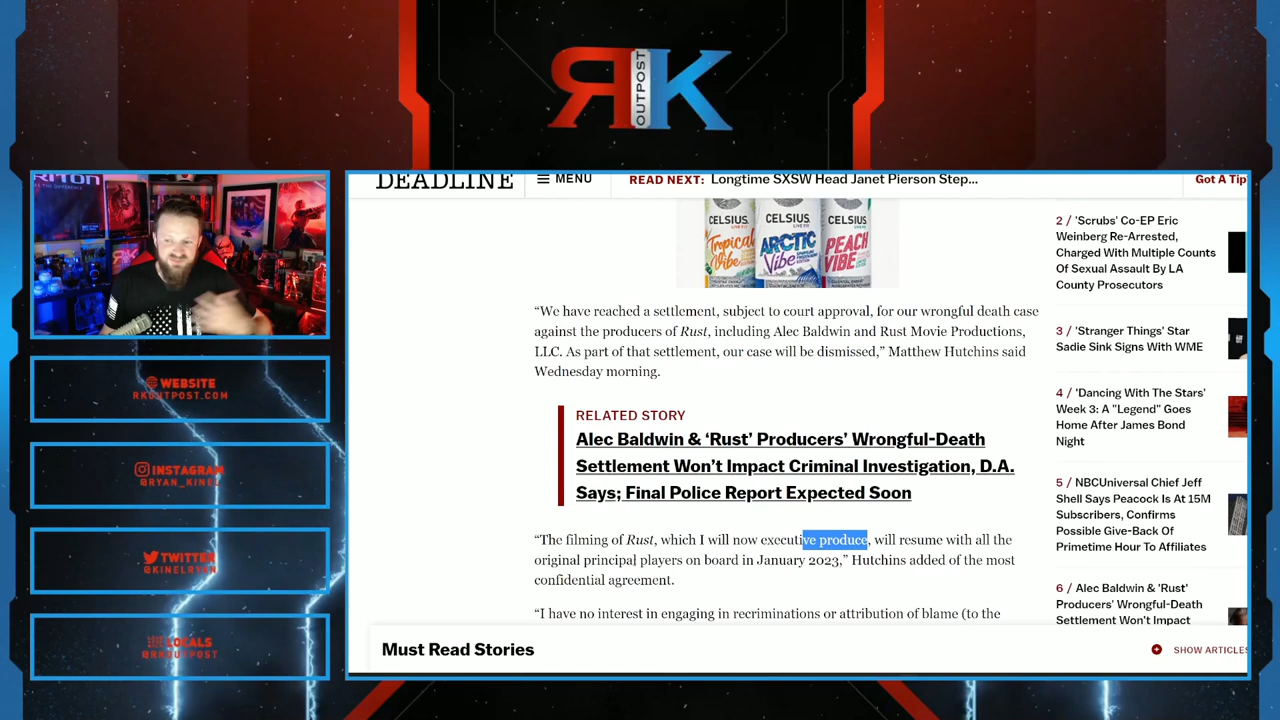 RK
OUTPOST
TRITON
WEBSITE
RKOUTPOST.COM
INSTAGRAM
@RYAN_KINEL
TWITTER
@KINELRYAN
LOCALS
@RKOUTPOST
DEADLINE
MENU
READ NEXT: Longtime SXSW Head Janet Pierson Step...
Got A Tip
CELSIUS. CELSIUS. CELSIUS.
LIVE FIT LIVE FIT
Tropical Vibe
ARCTIC Vibe
PEACH VIBE
“We have reached a settlement, subject to court approval, for our wrongful death case
against the producers of Rust, including Alec Baldwin and Rust Movie Productions,
LLC. As part of that settlement, our case will be dismissed,” Matthew Hutchins said
Wednesday morning.
RELATED STORY
Alec Baldwin & ‘Rust’ Producers’ Wrongful-Death
Settlement Won’t Impact Criminal Investigation, D.A.
Says; Final Police Report Expected Soon
“The filming of Rust, which I will now executive produce, will resume with all the
original principal players on board in January 2023,” Hutchins added of the most
confidential agreement.
“I have no interest in engaging in recriminations or attribution of blame (to the
2 / 'Scrubs' Co-EP Eric
Weinberg Re-Arrested,
Charged With Multiple Counts
Of Sexual Assault By LA
County Prosecutors
3 / 'Stranger Things' Star
Sadie Sink Signs With WME
4 / 'Dancing With The Stars'
Week 3: A "Legend" Goes
Home After James Bond
Night
5 / NBCUniversal Chief Jeff
Shell Says Peacock Is At 15M
Subscribers, Confirms
Possible Give-Back Of
Primetime Hour To Affiliates
6 / Alec Baldwin & 'Rust'
Producers' Wrongful-Death
Settlement Won't Impact
Must Read Stories
SHOW ARTICLES